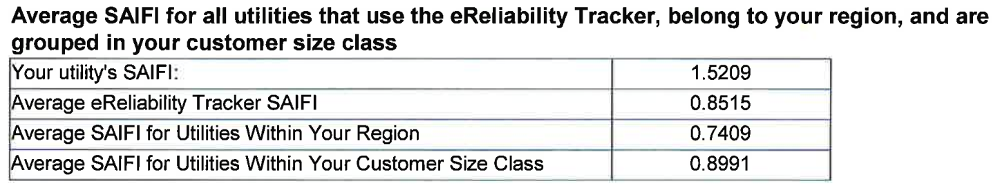 Average SAIFI for all utilities that use the eReliability Tracker, belong to your region, and are
grouped in your customer size class
Your utility's SAIFI: 1.5209
Average eReliability Tracker SAIFI 0.8515
Average SAIFI for Utilities Within Your Region 0.7409
Average SAIFI for Utilities Within Your Customer Size Class 0.8991